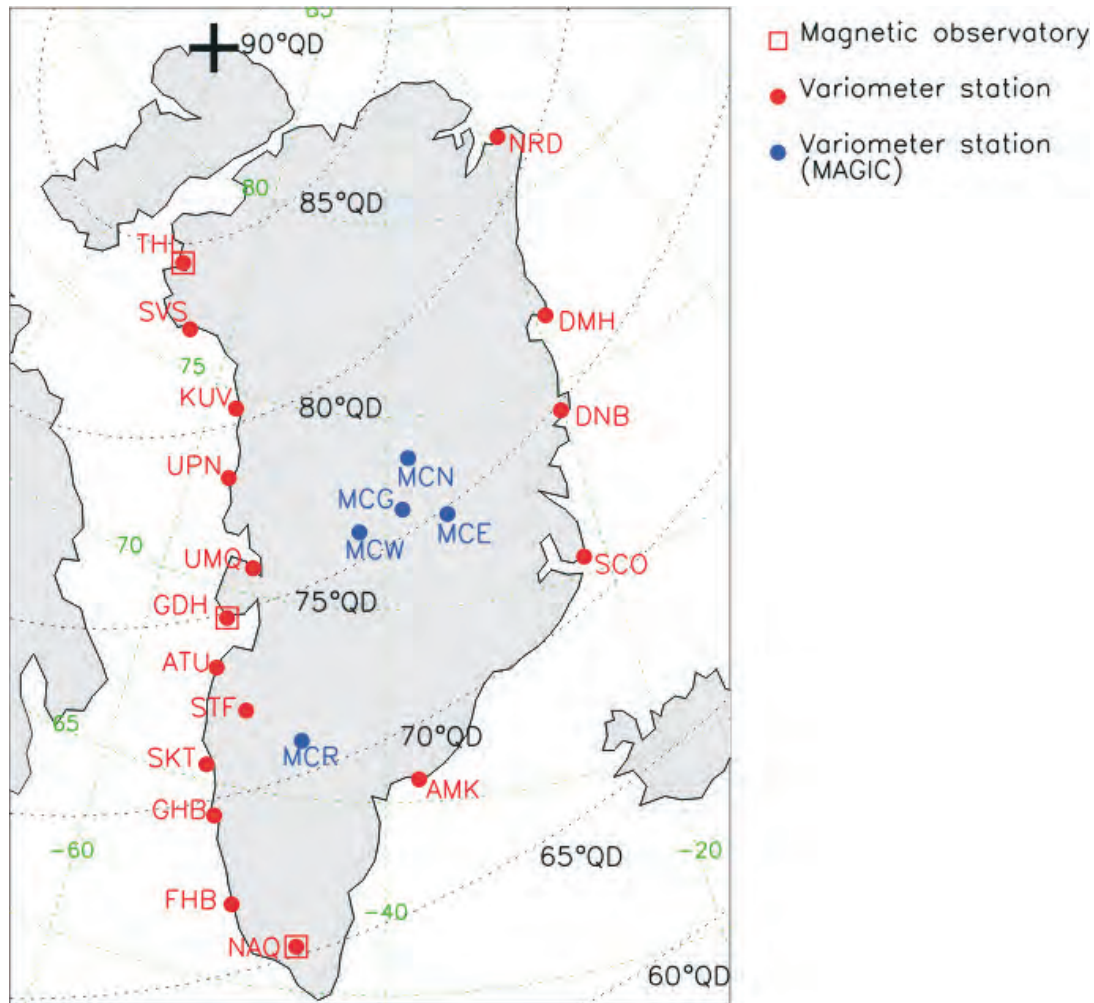 85
90°QD
Magnetic observatory
Variometer station
Variometer station
(MAGIC)
NRD
80
85°QD
THL
SVS
DMH
75
KUV
80°QD
DNB
UPN
MCN
MCG
MCE
MCW
70
UMQ
SCO
75°QD
GDH
ATU
STF
65
70°QD
MCR
SKT
AMK
GHB
-60
65°QD
-20
FHB
-40
NAQ
60°QD